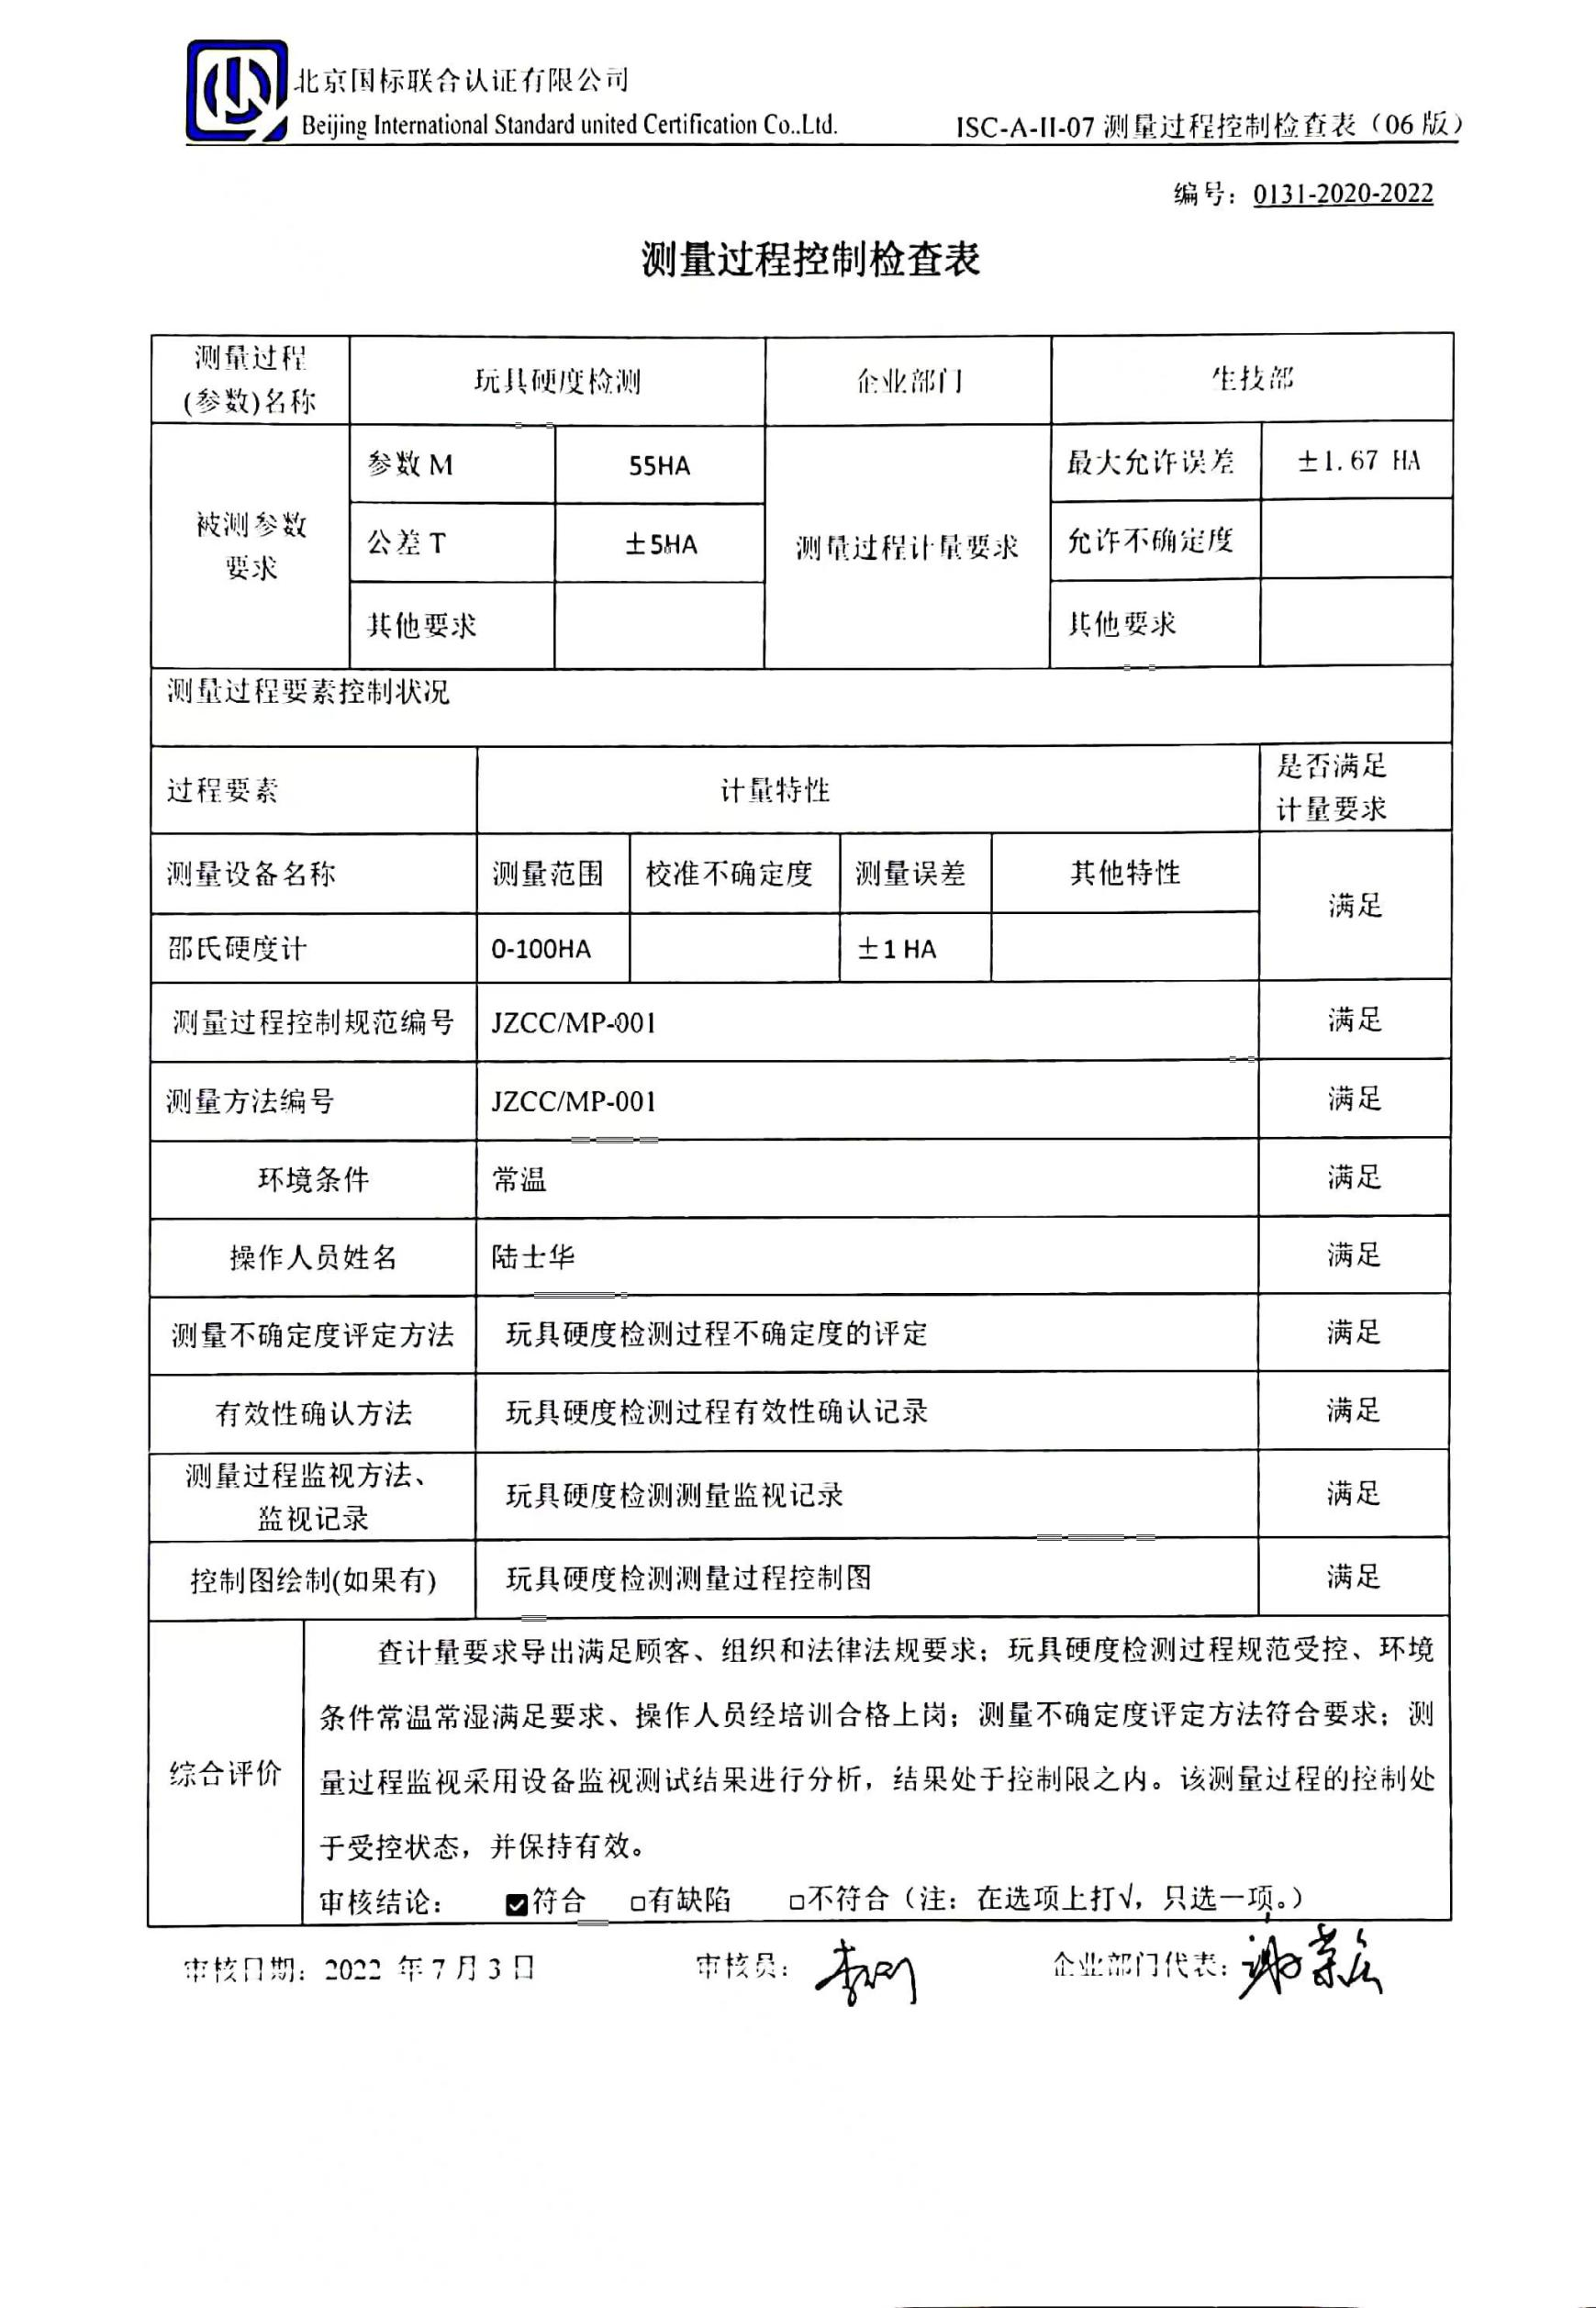 北京国标联合认证有限公司
Beijing International Standard united Certification Co.,Ltd.
ISC-A-II-07 测量过程控制检查表（06 版）
编号：0131-2020-2022
测量过程控制检查表
测量过程
(参数)名称
玩具硬度检测
企业部门
生技部
被测参数
要求
参数 M
55HA
测量过程计量要求
最大允许误差
±1.67 HA
公差 T
±5HA
允许不确定度
其他要求
其他要求
测量过程要素控制状况
过程要素
计量特性
是否满足
计量要求
测量设备名称
测量范围
校准不确定度
测量误差
其他特性
满足
邵氏硬度计
0-100HA
±1 HA
测量过程控制规范编号
JZCC/MP-001
满足
测量方法编号
JZCC/MP-001
满足
环境条件
常温
满足
操作人员姓名
陆士华
满足
测量不确定度评定方法
玩具硬度检测过程不确定度的评定
满足
有效性确认方法
玩具硬度检测过程有效性确认记录
满足
测量过程监视方法、
监视记录
玩具硬度检测测量监视记录
满足
控制图绘制(如果有)
玩具硬度检测测量过程控制图
满足
综合评价
查计量要求导出满足顾客、组织和法律法规要求；玩具硬度检测过程规范受控、环境
条件常温常湿满足要求、操作人员经培训合格上岗；测量不确定度评定方法符合要求；测
量过程监视采用设备监视测试结果进行分析，结果处于控制限之内。该测量过程的控制处
于受控状态，并保持有效。
审核结论： ☑符合 □有缺陷 □不符合（注：在选项上打√，只选一项。）
审核日期：2022 年 7 月 3 日
审核员：
企业部门代表：